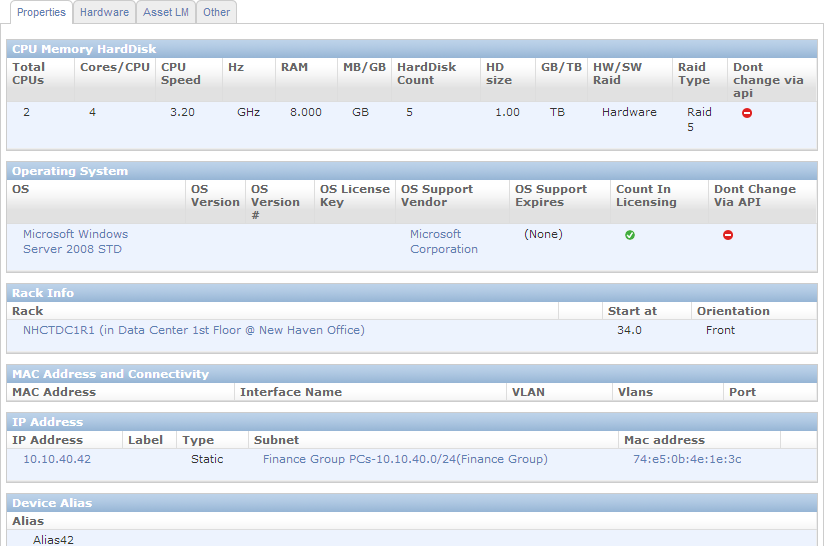 Properties Hardware Asset LM Other
CPU Memory HardDisk
Total CPUs Cores/CPU CPU Speed Hz RAM MB/GB HardDisk Count HD size GB/TB HW/SW Raid Raid Type Dont change via api
2 4 3.20 GHz 8.000 GB 5 1.00 TB Hardware Raid 5
Operating System
OS OS Version OS Version # OS License Key OS Support Vendor OS Support Expires Count In Licensing Dont Change Via API
Microsoft Windows Server 2008 STD Microsoft Corporation (None)
Rack Info
Rack Start at Orientation
NHCTDC1R1 (in Data Center 1st Floor @ New Haven Office) 34.0 Front
MAC Address and Connectivity
MAC Address Interface Name VLAN Vlans Port
IP Address
IP Address Label Type Subnet Mac address
10.10.40.42 Static Finance Group PCs-10.10.40.0/24(Finance Group) 74:e5:0b:4e:1e:3c
Device Alias
Alias
Alias42